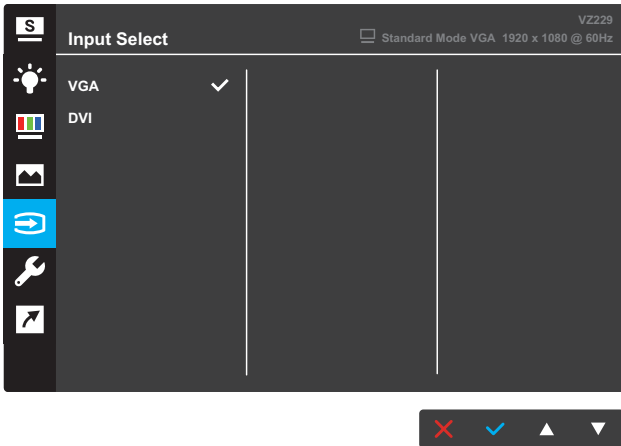 S
VZ229
Input Select
Standard Mode VGA 1920 x 1080 @ 60Hz
VGA
DVI